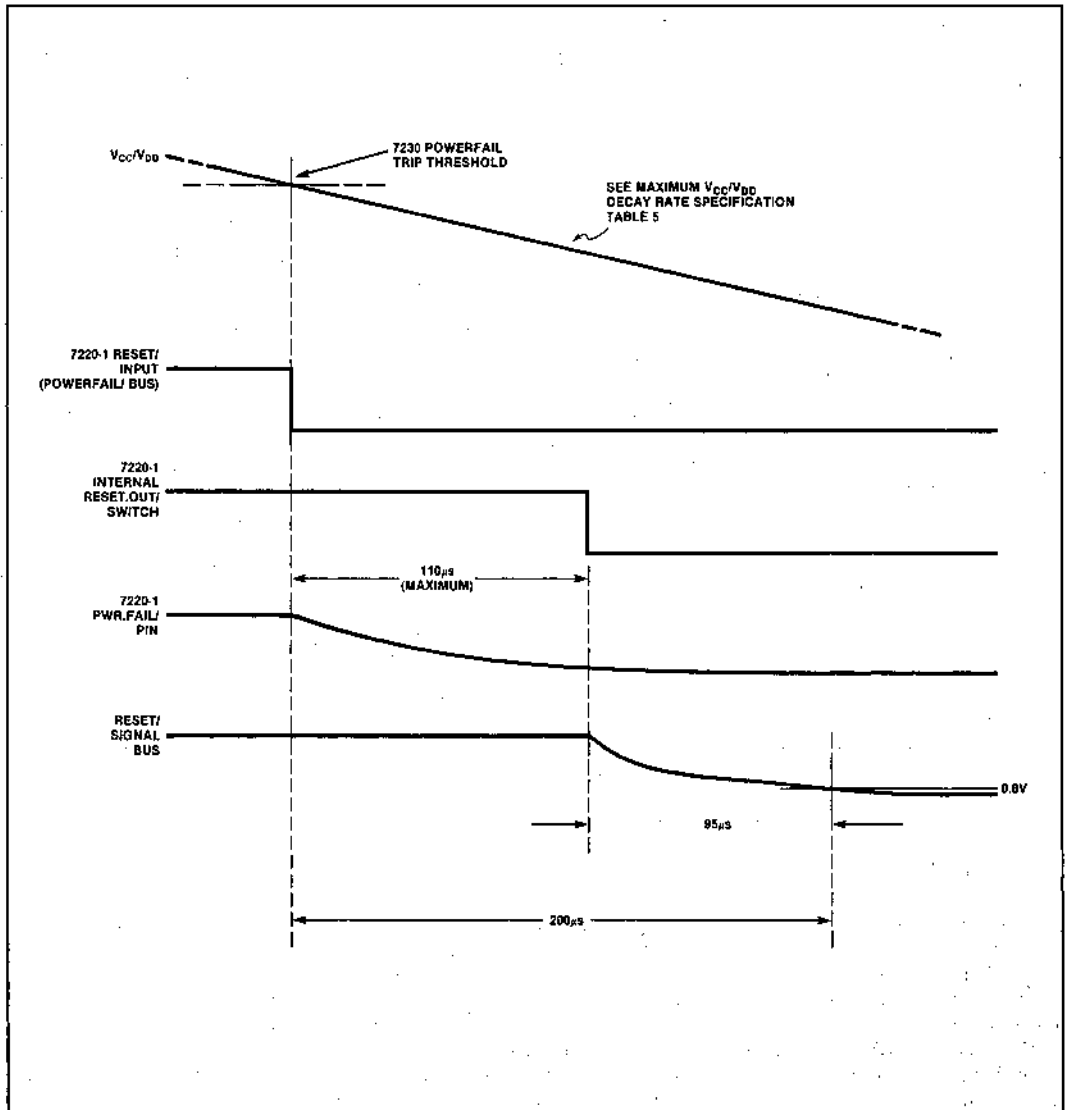 VCC/VDD
7230 POWERFAIL
TRIP THRESHOLD
SEE MAXIMUM VCC/VDD
DECAY RATE SPECIFICATION
TABLE 5
7220-1 RESET/
INPUT
(POWERFAIL/ BUS)
7220-1
INTERNAL
RESET.OUT/
SWITCH
110µs
(MAXIMUM)
7220-1
PWR.FAIL/
PIN
RESET/
SIGNAL
BUS
0.8V
95µs
200µs